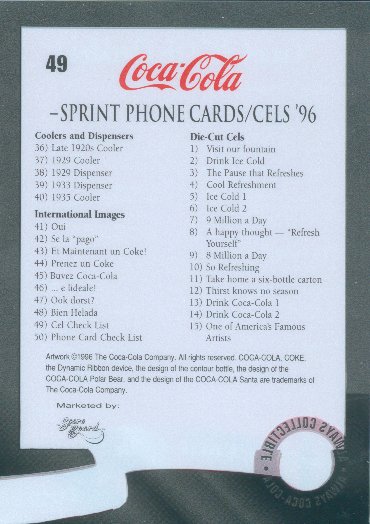 49
Coca-Cola
–SPRINT PHONE CARDS/CELS '96
Coolers and Dispensers
36) Late 1920s Cooler
37) 1929 Cooler
38) 1929 Dispenser
39) 1933 Dispenser
40) 1935 Cooler
International Images
41) Oui
42) Se la "pago"
43) Et Maintenant un Coke!
44) Prenez un Coke
45) Buvez Coca-Cola
46) ... e Ideale!
47) Ook dorst?
48) Bien Helada
49) Cel Check List
50) Phone Card Check List
Die-Cut Cels
1) Visit our fountain
2) Drink Ice Cold
3) The Pause that Refreshes
4) Cool Refreshment
5) Ice Cold 1
6) Ice Cold 2
7) 9 Million a Day
8) A happy thought — "Refresh
Yourself"
9) 8 Million a Day
10) So Refreshing
11) Take home a six-bottle carton
12) Thirst knows no season
13) Drink Coca-Cola 1
14) Drink Coca-Cola 2
15) One of America's Famous
Artists
Artwork ©1996 The Coca-Cola Company. All rights reserved. COCA-COLA, COKE,
the Dynamic Ribbon device, the design of the contour bottle, the design of the
COCA-COLA Polar Bear, and the design of the COCA-COLA Santa are trademarks of
The Coca-Cola Company.
Marketed by:
ALWAYS COLLECTIBLE
ALWAYS COCA-COLA